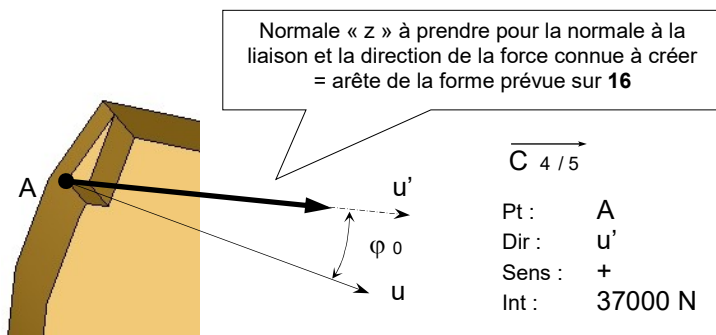 Normale « z » à prendre pour la normale à la
liaison et la direction de la force connue à créer
= arête de la forme prévue sur 16
C 4 / 5
A
u'
Pt : A
φ 0
Dir : u'
Sens : +
u
Int : 37000 N